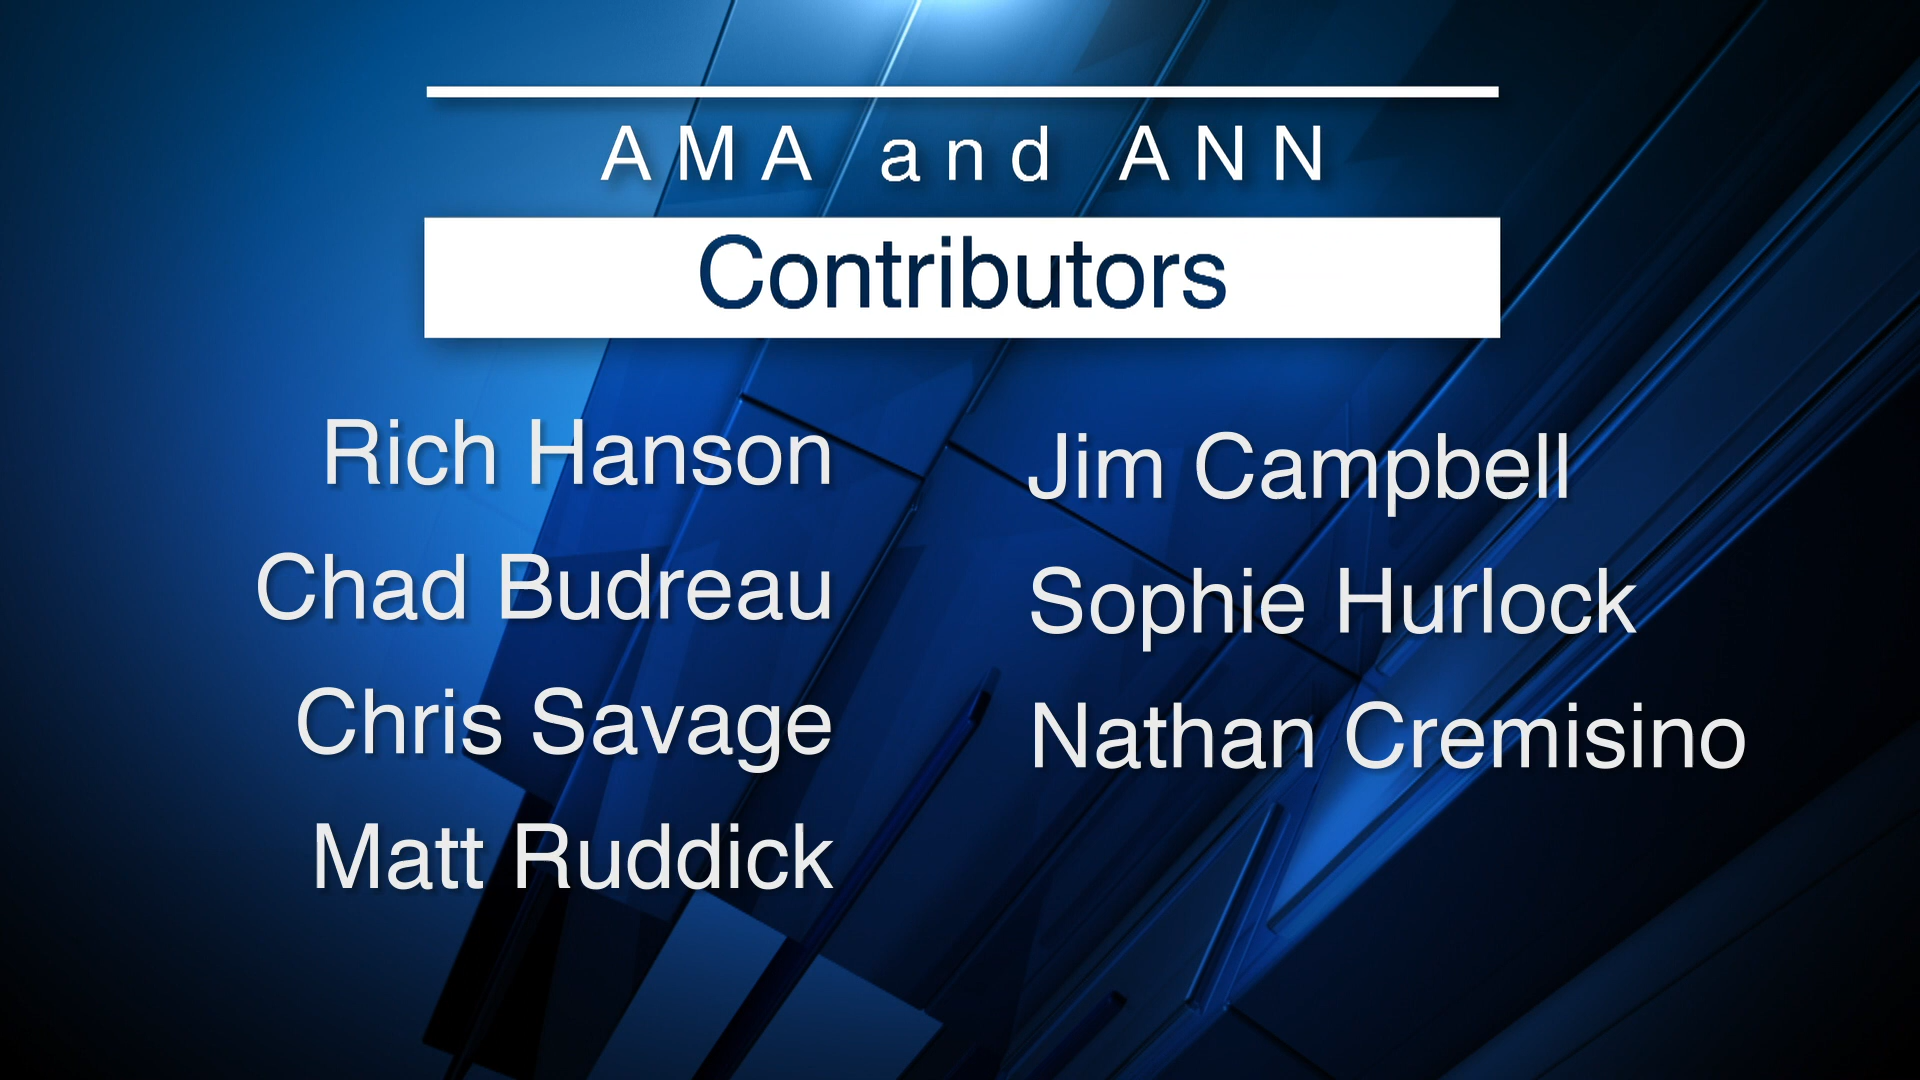 AMA and ANN
Contributors
Rich Hanson
Chad Budreau
Chris Savage
Matt Ruddick
Jim Campbell
Sophie Hurlock
Nathan Cremisino